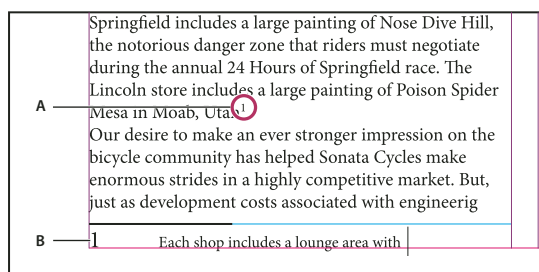 Springfield includes a large painting of Nose Dive Hill,
the notorious danger zone that riders must negotiate
during the annual 24 Hours of Springfield race. The
Lincoln store includes a large painting of Poison Spider
A
Mesa in Moab, Utah1
Our desire to make an ever stronger impression on the
bicycle community has helped Sonata Cycles make
enormous strides in a highly competitive market. But,
just as development costs associated with engineerig
B
1 Each shop includes a lounge area with